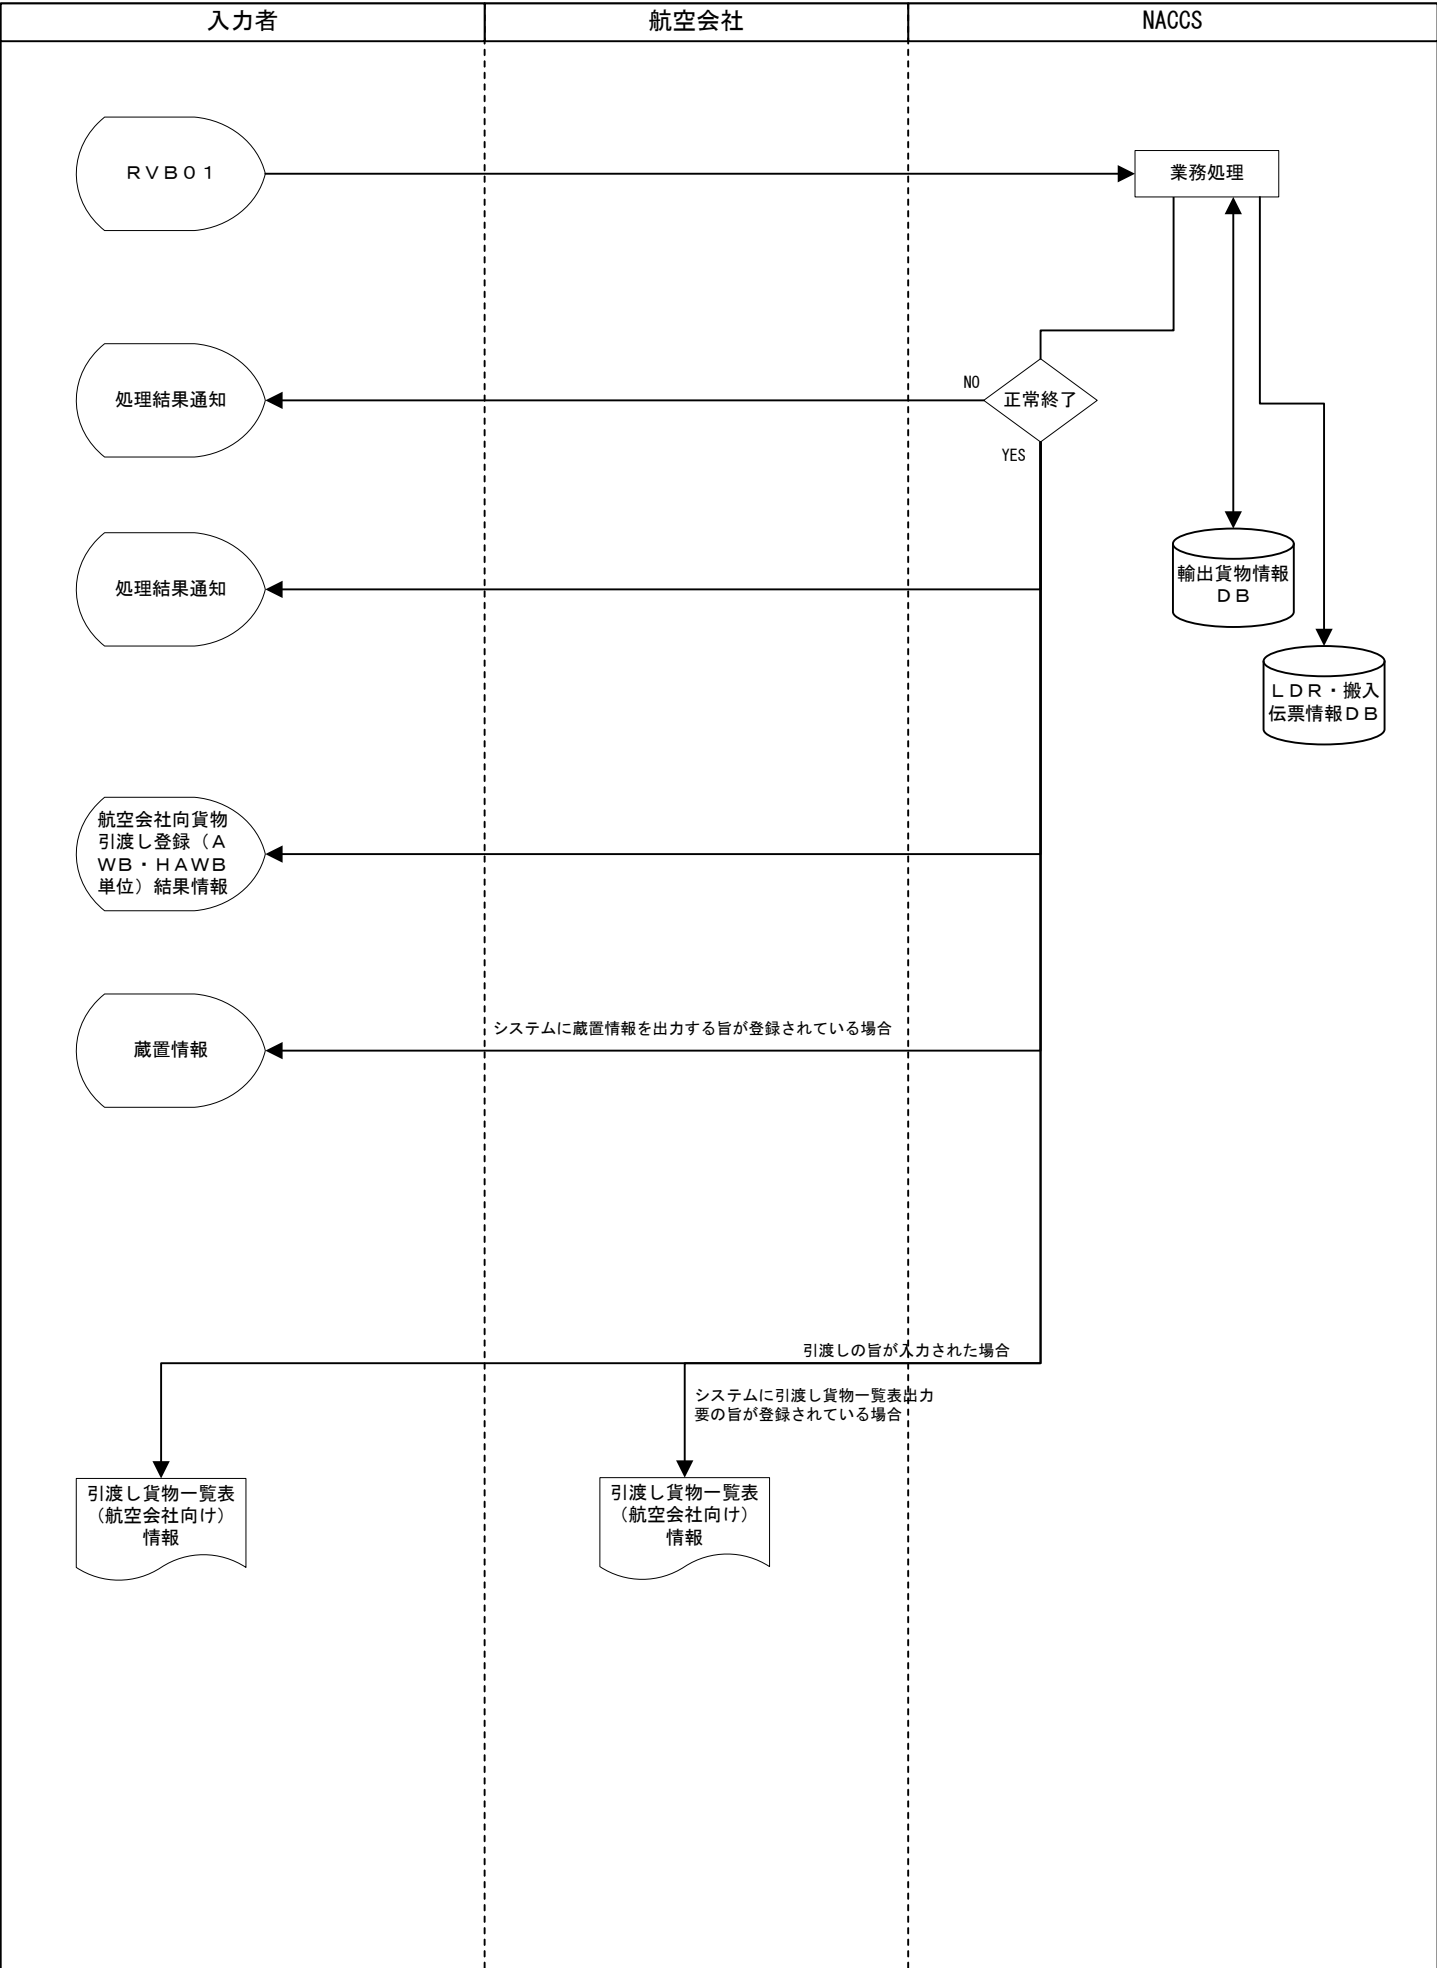 入力者
航空会社
NACCS
ＲＶＢ０１
業務処理
処理結果通知
NO
正常終了
YES
処理結果通知
輸出貨物情報
ＤＢ
ＬＤＲ・搬入
伝票情報ＤＢ
航空会社向貨物
引渡し登録（Ａ
ＷＢ・ＨＡＷＢ
単位）結果情報
システムに蔵置情報を出力する旨が登録されている場合
蔵置情報
引渡しの旨が入力された場合
システムに引渡し貨物一覧表出力
要の旨が登録されている場合
引渡し貨物一覧表
（航空会社向け）
情報
引渡し貨物一覧表
（航空会社向け）
情報